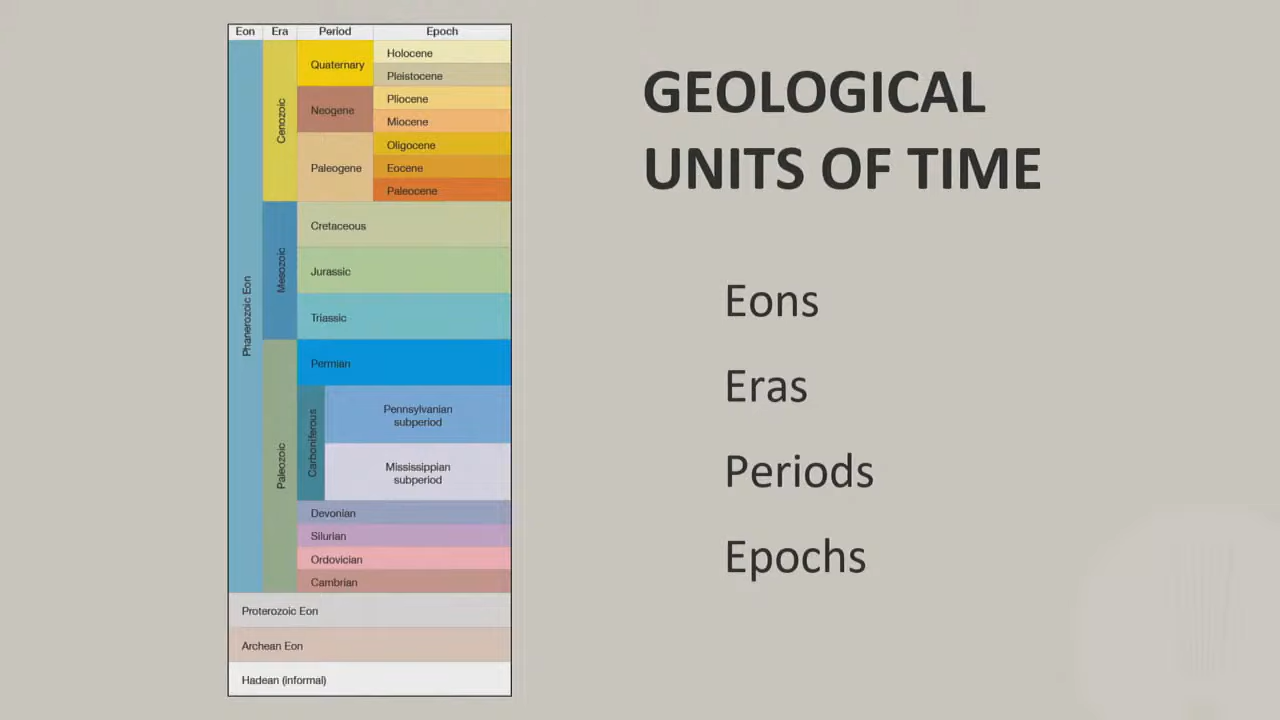 Eon Era Period Epoch
Phanerozoic Eon
Cenozoic
Quaternary
Holocene
Pleistocene
Neogene
Pliocene
Miocene
Paleogene
Oligocene
Eocene
Paleocene
Mesozoic
Cretaceous
Jurassic
Triassic
Paleozoic
Permian
Carboniferous
Pennsylvanian
subperiod
Mississippian
subperiod
Devonian
Silurian
Ordovician
Cambrian
Proterozoic Eon
Archean Eon
Hadean (informal)
GEOLOGICAL
UNITS OF TIME
Eons
Eras
Periods
Epochs